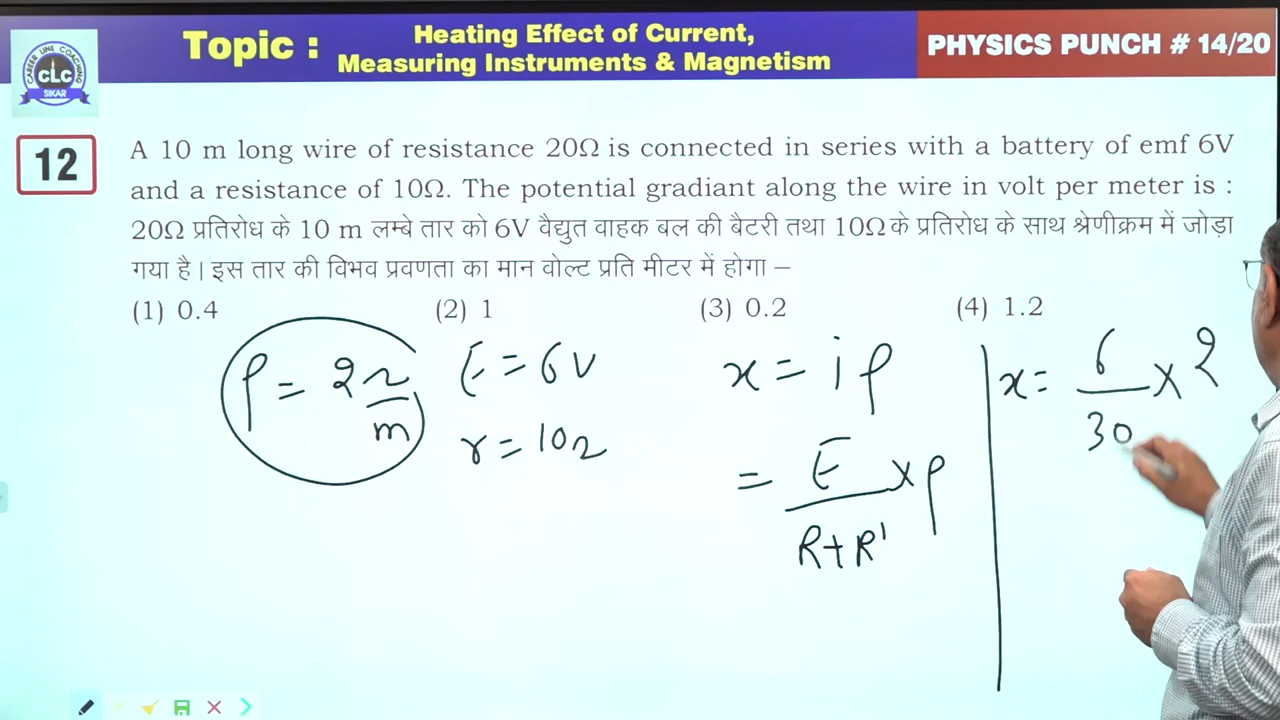 CAREER LINE COACHING
CLC
SIKAR
Topic :
Heating Effect of Current,
Measuring Instruments & Magnetism
PHYSICS PUNCH # 14/20
12
A 10 m long wire of resistance 20Ω is connected in series with a battery of emf 6V
and a resistance of 10Ω. The potential gradiant along the wire in volt per meter is :
20Ω प्रतिरोध के 10 m लम्बे तार को 6V वैद्युत वाहक बल की बैटरी तथा 10Ω के प्रतिरोध के साथ श्रेणीक्रम में जोड़ा
गया है। इस तार की विभव प्रवणता का मान वोल्ट प्रति मीटर में होगा –
(1) 0.4 (2) 1 (3) 0.2 (4) 1.2
ρ = 2Ω/m
E = 6V
r = 10Ω
x = iρ
= E/(R+R') × ρ
x = 6/30 × 2